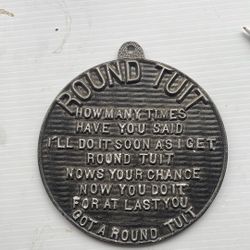 ROUND TUIT
HOW MANY TIMES
HAVE YOU SAID
I'LL DO IT SOON AS I GET
ROUND TUIT
NOWS YOUR CHANCE
NOW YOU DO IT
FOR AT LAST YOU
GOT A ROUND TUIT